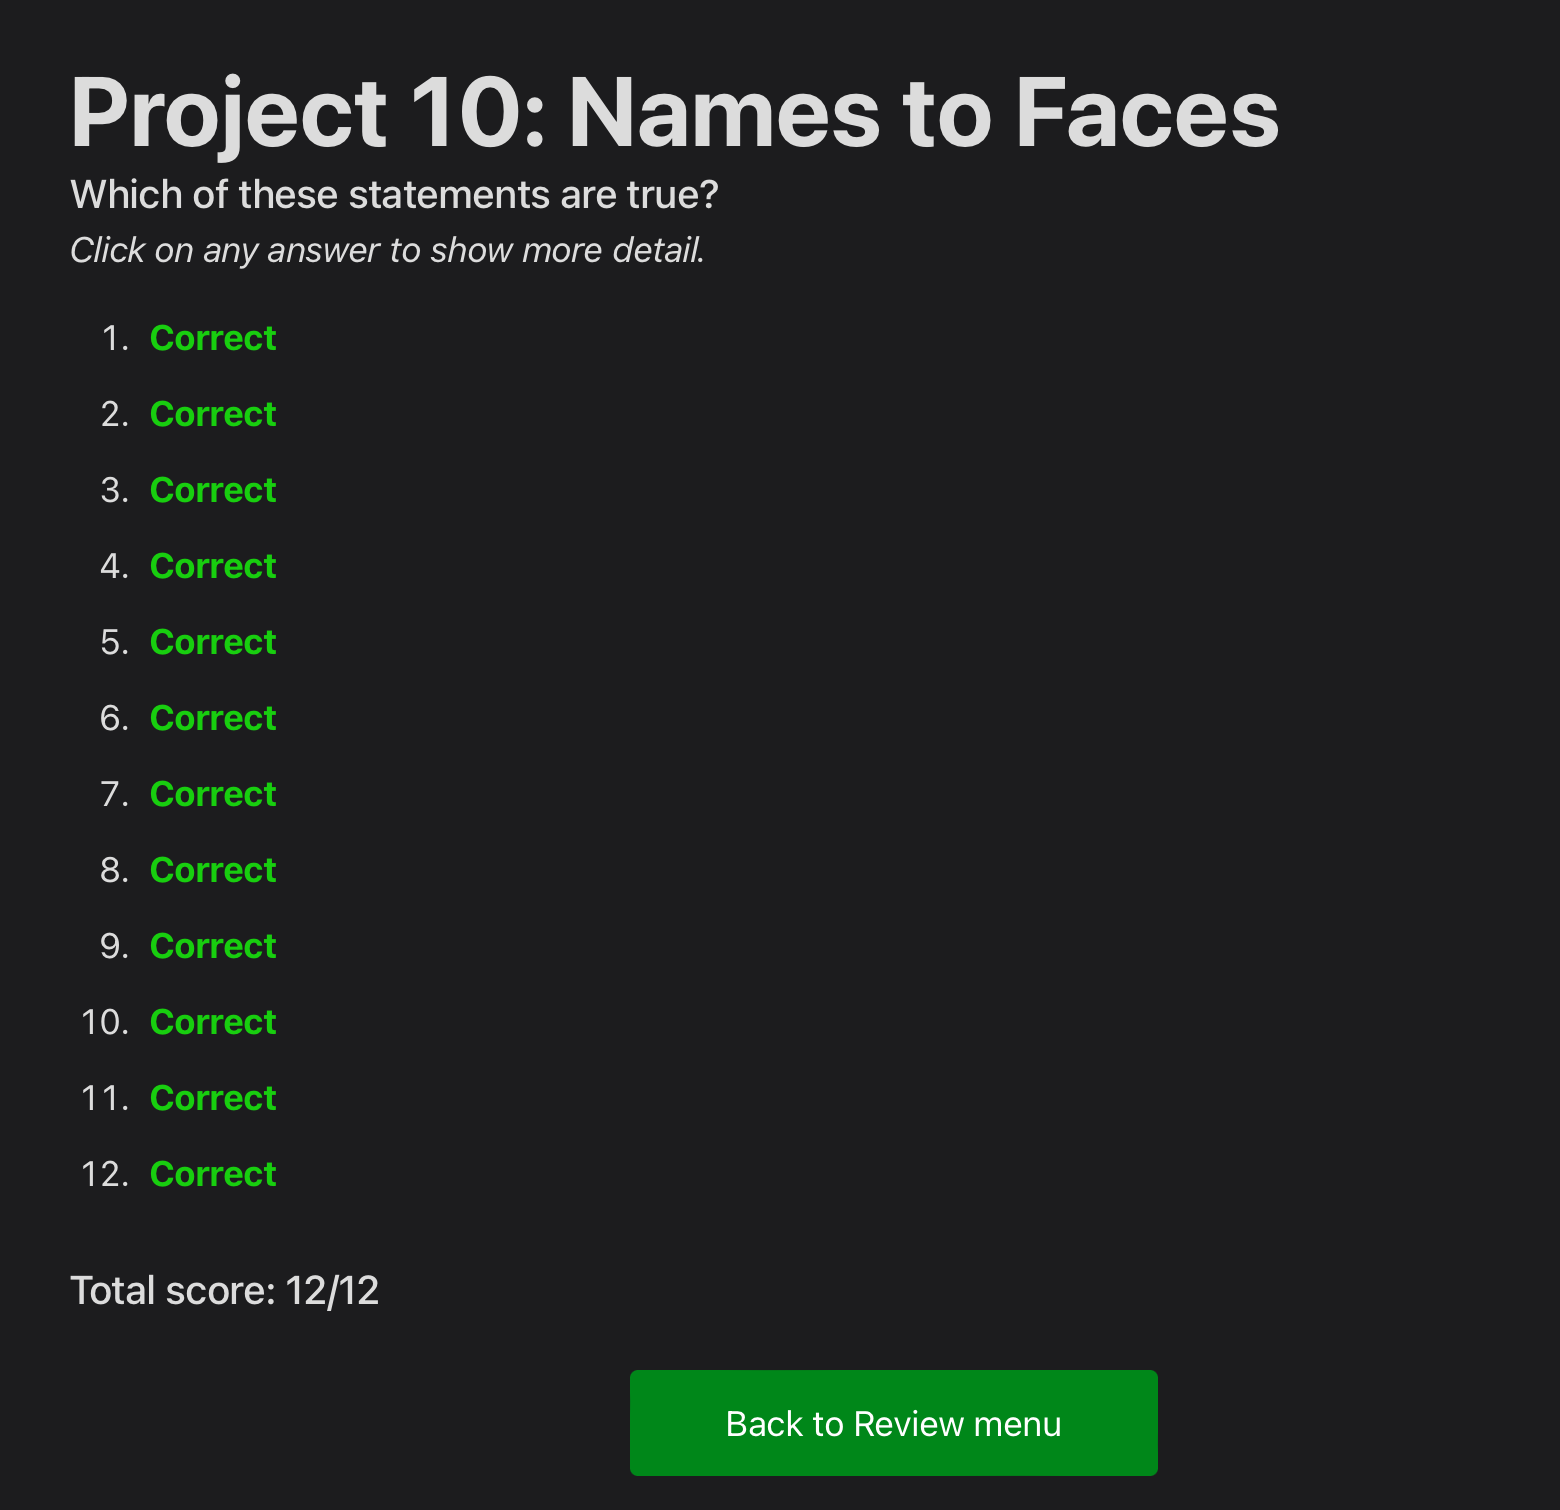 Project 10: Names to Faces
Which of these statements are true?
Click on any answer to show more detail.
1. Correct
2. Correct
3. Correct
4. Correct
5. Correct
6. Correct
7. Correct
8. Correct
9. Correct
10. Correct
11. Correct
12. Correct
Total score: 12/12
Back to Review menu